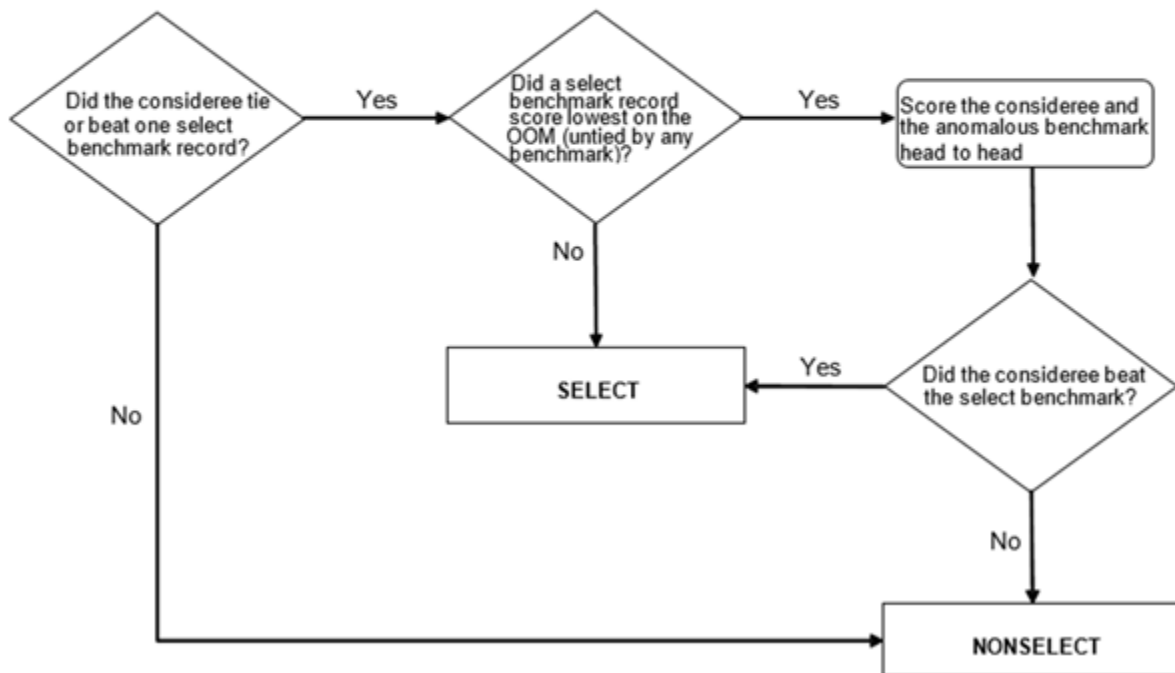 Did the consideree tie
or beat one select
benchmark record?
Yes
Did a select
benchmark record
score lowest on the
OOM (untied by any
benchmark)?
Yes
Score the consideree and
the anomalous benchmark
head to head
No
SELECT
Yes
Did the consideree beat
the select benchmark?
No
No
NONSELECT